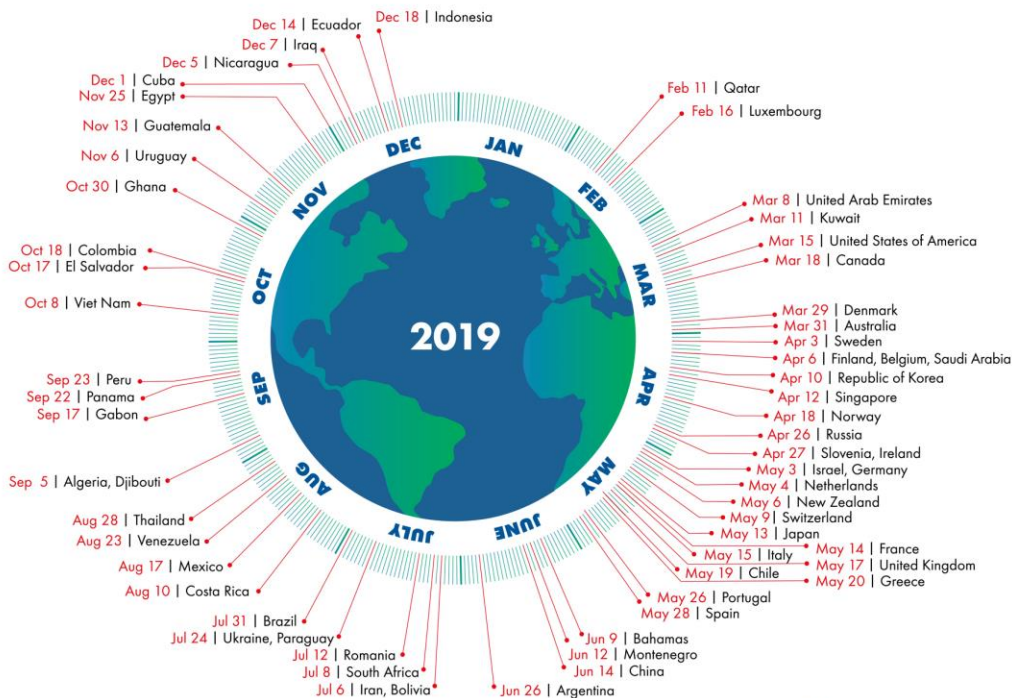 2019
JAN
FEB
MAR
APR
MAY
JUNE
JULY
AUG
SEP
OCT
NOV
DEC
Feb 11 | Qatar
Feb 16 | Luxembourg
Mar 8 | United Arab Emirates
Mar 11 | Kuwait
Mar 15 | United States of America
Mar 18 | Canada
Mar 29 | Denmark
Mar 31 | Australia
Apr 3 | Sweden
Apr 6 | Finland, Belgium, Saudi Arabia
Apr 10 | Republic of Korea
Apr 12 | Singapore
Apr 18 | Norway
Apr 26 | Russia
Apr 27 | Slovenia, Ireland
May 3 | Israel, Germany
May 4 | Netherlands
May 6 | New Zealand
May 9 | Switzerland
May 13 | Japan
May 14 | France
May 15 | Italy
May 17 | United Kingdom
May 19 | Chile
May 20 | Greece
May 26 | Portugal
May 28 | Spain
Jun 9 | Bahamas
Jun 12 | Montenegro
Jun 14 | China
Jun 26 | Argentina
Jul 6 | Iran, Bolivia
Jul 8 | South Africa
Jul 12 | Romania
Jul 24 | Ukraine, Paraguay
Jul 31 | Brazil
Aug 10 | Costa Rica
Aug 17 | Mexico
Aug 23 | Venezuela
Aug 28 | Thailand
Sep 5 | Algeria, Djibouti
Sep 17 | Gabon
Sep 22 | Panama
Sep 23 | Peru
Oct 8 | Viet Nam
Oct 17 | El Salvador
Oct 18 | Colombia
Oct 30 | Ghana
Nov 6 | Uruguay
Nov 13 | Guatemala
Nov 25 | Egypt
Dec 1 | Cuba
Dec 5 | Nicaragua
Dec 7 | Iraq
Dec 14 | Ecuador
Dec 18 | Indonesia